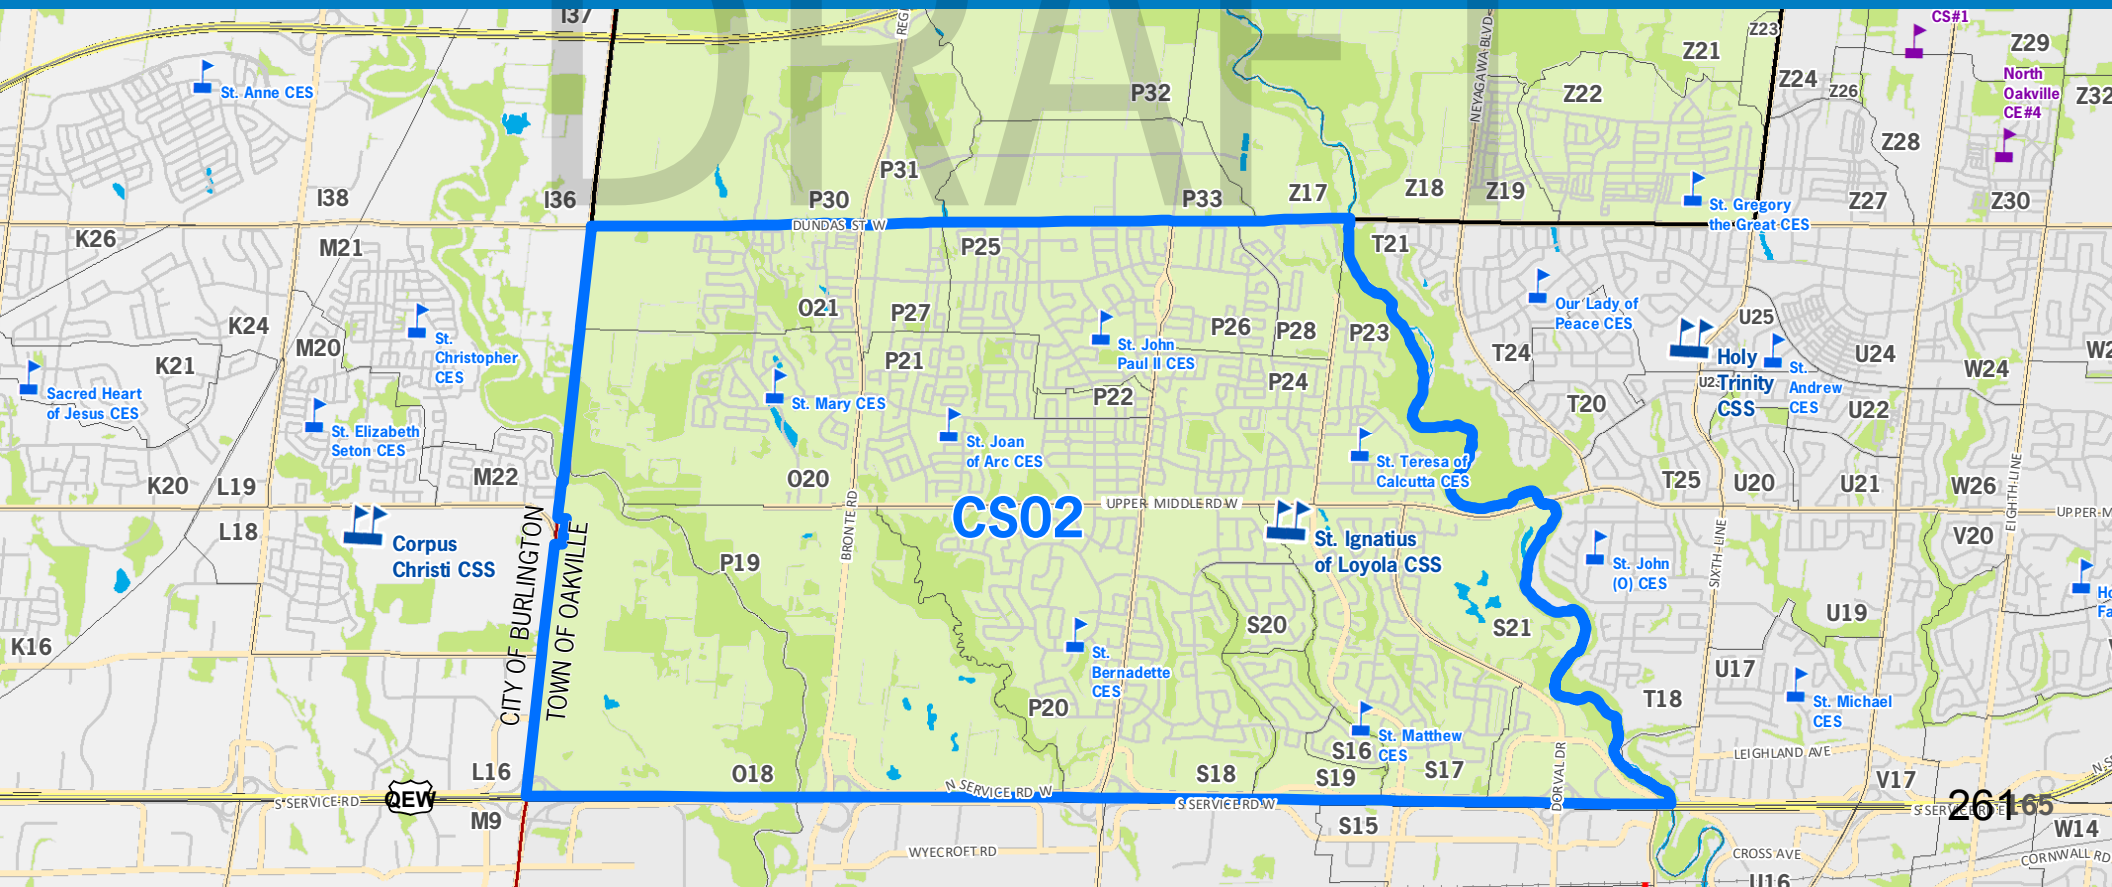 DRAFT
I37
REGI
NEYAGAWA BLVD
Z23
CS#1
Z21
Z29
St. Anne CES
P32
Z22
Z24
Z26
North
Oakville
CE#4
Z32
Z28
P31
I38
I36
P30
P33
Z17
Z18
Z19
St. Gregory
the Great CES
Z27
Z30
DUNDAS ST W
K26
M21
P25
T21
O21
P27
P26
P28
P23
Our Lady of
Peace CES
U25
K24
M20
St.
Christopher
CES
St. John
Paul II CES
T24
Holy
Trinity
CSS
St.
Andrew
CES
U24
W24
K21
P21
P24
Sacred Heart
of Jesus CES
St. Mary CES
P22
T20
U22
St. Elizabeth
Seton CES
St. Joan
of Arc CES
St. Teresa of
Calcutta CES
K20
L19
M22
O20
T25
U20
U21
W26
EIGHTH LINE
BRONTE RD
CS02
UPPER MIDDLE RD W
UPPER M
L18
Corpus
Christi CSS
CITY OF BURLINGTON
TOWN OF OAKVILLE
St. Ignatius
of Loyola CSS
V20
P19
SIXTH LINE
St. John
(O) CES
Ho
Fa
K16
S20
S21
U19
St.
Bernadette
CES
U17
T18
St. Michael
CES
P20
St. Matthew
CES
S16
LEIGHLAND AVE
L16
O18
S18
S19
S17
DORVAL DR
V17
N S
QEW
S SERVICE RD
N SERVICE RD W
S SERVICE RD W
S SERVICE RD E
26165
M9
S15
W14
WYECROFT RD
CROSS AVE
CORNWALL RD
U16